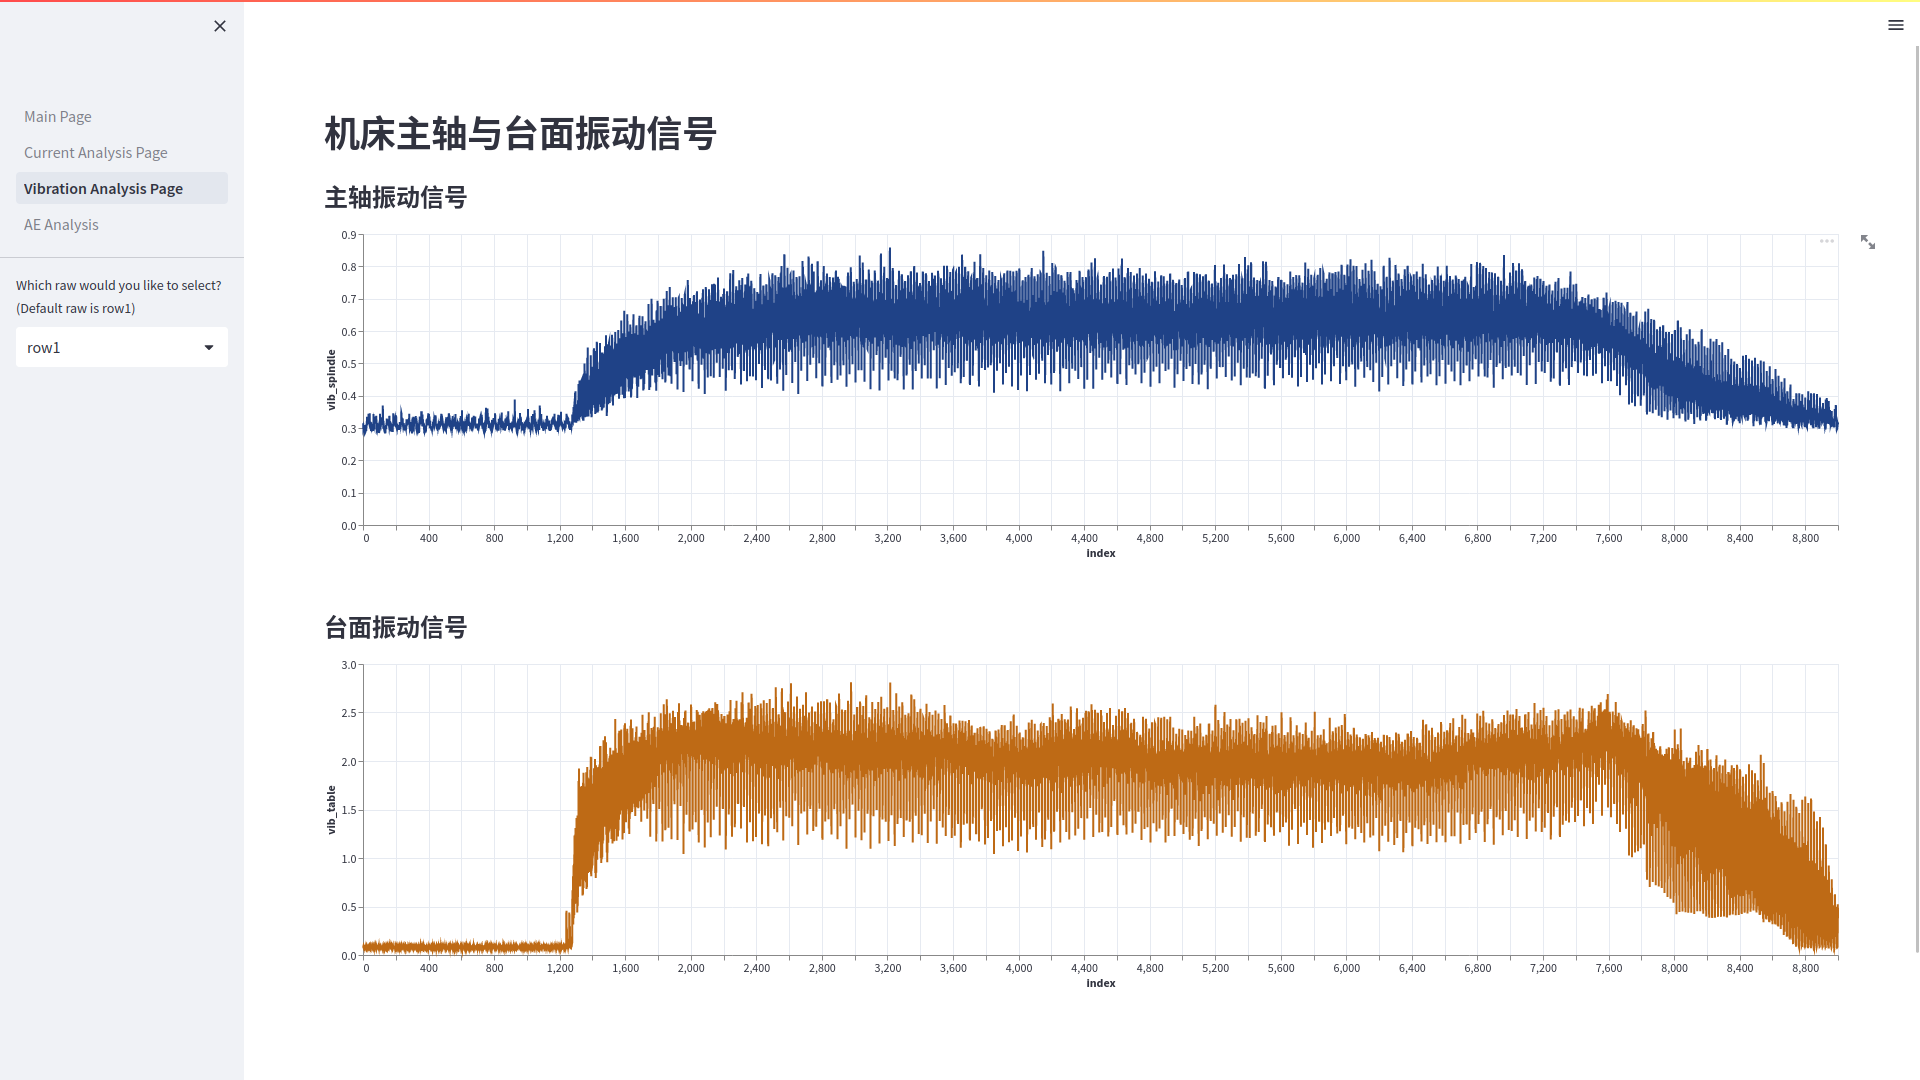 Main Page
Current Analysis Page
Vibration Analysis Page
AE Analysis
Which raw would you like to select?
(Default raw is row1)
row1
机床主轴与台面振动信号
主轴振动信号
0.9
0.8
0.7
0.6
0.5
0.4
0.3
0.2
0.1
0.0
vib_spindle
0 400 800 1,200 1,600 2,000 2,400 2,800 3,200 3,600 4,000 4,400 4,800 5,200 5,600 6,000 6,400 6,800 7,200 7,600 8,000 8,400 8,800
index
台面振动信号
3.0
2.5
2.0
1.5
1.0
0.5
0.0
vib_table
0 400 800 1,200 1,600 2,000 2,400 2,800 3,200 3,600 4,000 4,400 4,800 5,200 5,600 6,000 6,400 6,800 7,200 7,600 8,000 8,400 8,800
index